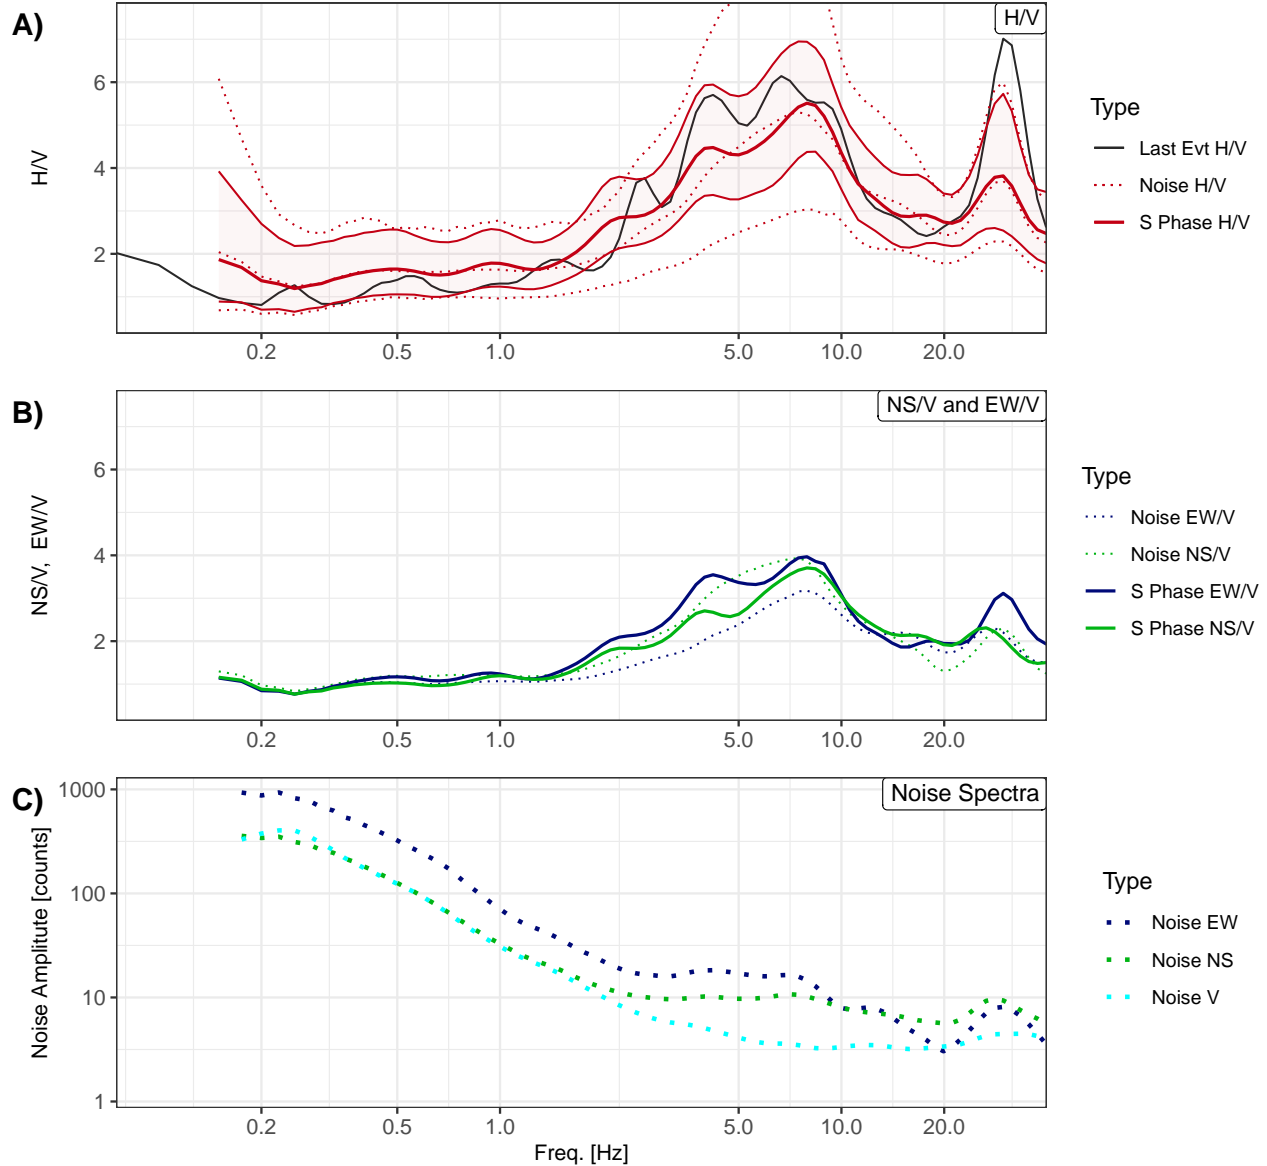 A)
H/V
H/V
6
4
2
0.2 0.5 1.0 5.0 10.0 20.0
Type
Last Evt H/V
Noise H/V
S Phase H/V
B)
NS/V and EW/V
NS/V, EW/V
6
4
2
0.2 0.5 1.0 5.0 10.0 20.0
Type
Noise EW/V
Noise NS/V
S Phase EW/V
S Phase NS/V
C)
Noise Spectra
Noise Amplitude [counts]
1000
100
10
1
0.2 0.5 1.0 5.0 10.0 20.0
Freq. [Hz]
Type
Noise EW
Noise NS
Noise V